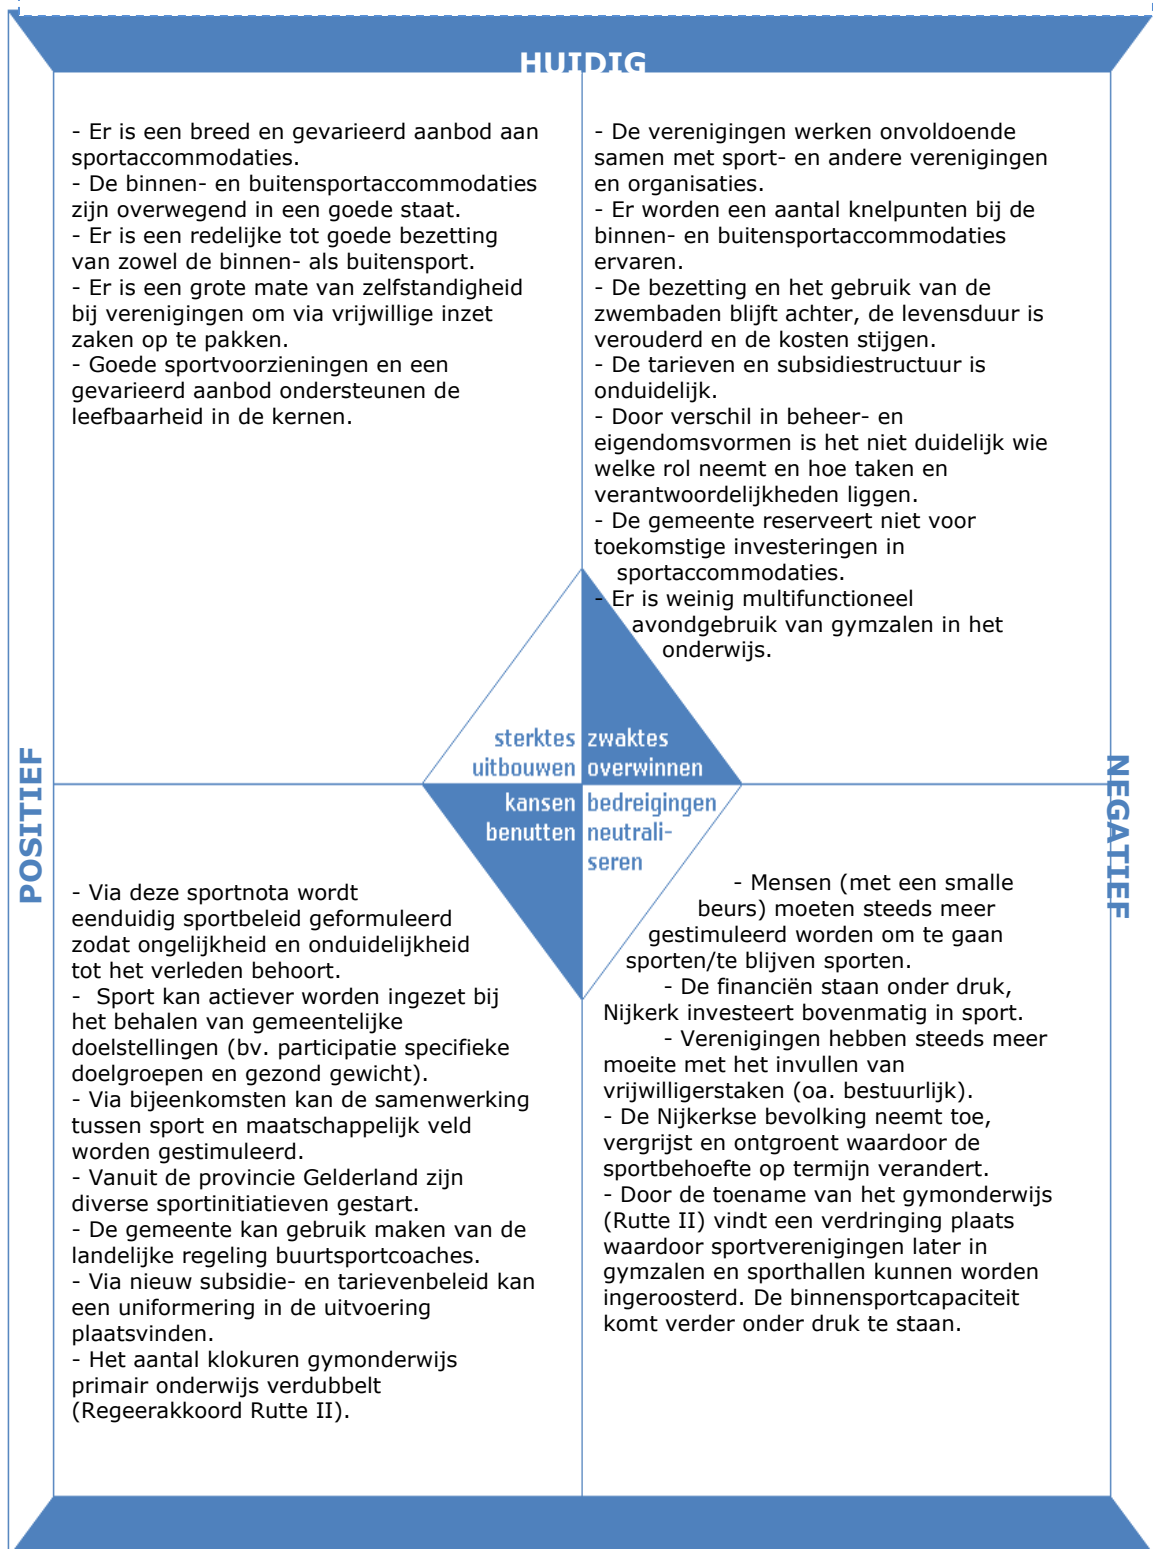 HUIDIG
- Er is een breed en gevarieerd aanbod aan
sportaccommodaties.
- De binnen- en buitensportaccommodaties
zijn overwegend in een goede staat.
- Er is een redelijke tot goede bezetting
van zowel de binnen- als buitensport.
- Er is een grote mate van zelfstandigheid
bij verenigingen om via vrijwillige inzet
zaken op te pakken.
- Goede sportvoorzieningen en een
gevarieerd aanbod ondersteunen de
leefbaarheid in de kernen.
- De verenigingen werken onvoldoende
samen met sport- en andere verenigingen
en organisaties.
- Er worden een aantal knelpunten bij de
binnen- en buitensportaccommodaties
ervaren.
- De bezetting en het gebruik van de
zwembaden blijft achter, de levensduur is
verouderd en de kosten stijgen.
- De tarieven en subsidiestructuur is
onduidelijk.
- Door verschil in beheer- en
eigendomsvormen is het niet duidelijk wie
welke rol neemt en hoe taken en
verantwoordelijkheden liggen.
- De gemeente reserveert niet voor
toekomstige investeringen in
sportaccommodaties.
- Er is weinig multifunctioneel
avondgebruik van gymzalen in het
onderwijs.
sterktes
uitbouwen
zwaktes
overwinnen
kansen
benutten
bedreigingen
neutrali-
seren
POSITIEF
NEGATIEF
- Via deze sportnota wordt
eenduidig sportbeleid geformuleerd
zodat ongelijkheid en onduidelijkheid
tot het verleden behoort.
- Sport kan actiever worden ingezet bij
het behalen van gemeentelijke
doelstellingen (bv. participatie specifieke
doelgroepen en gezond gewicht).
- Via bijeenkomsten kan de samenwerking
tussen sport en maatschappelijk veld
worden gestimuleerd.
- Vanuit de provincie Gelderland zijn
diverse sportinitiatieven gestart.
- De gemeente kan gebruik maken van de
landelijke regeling buurtsportcoaches.
- Via nieuw subsidie- en tarievenbeleid kan
een uniformering in de uitvoering
plaatsvinden.
- Het aantal klokuren gymonderwijs
primair onderwijs verdubbelt
(Regeerakkoord Rutte II).
- Mensen (met een smalle
beurs) moeten steeds meer
gestimuleerd worden om te gaan
sporten/te blijven sporten.
- De financiën staan onder druk,
Nijkerk investeert bovenmatig in sport.
- Verenigingen hebben steeds meer
moeite met het invullen van
vrijwilligerstaken (oa. bestuurlijk).
- De Nijkerkse bevolking neemt toe,
vergrijst en ontgroent waardoor de
sportbehoefte op termijn verandert.
- Door de toename van het gymonderwijs
(Rutte II) vindt een verdringing plaats
waardoor sportverenigingen later in
gymzalen en sporthallen kunnen worden
ingeroosterd. De binnensportcapaciteit
komt verder onder druk te staan.